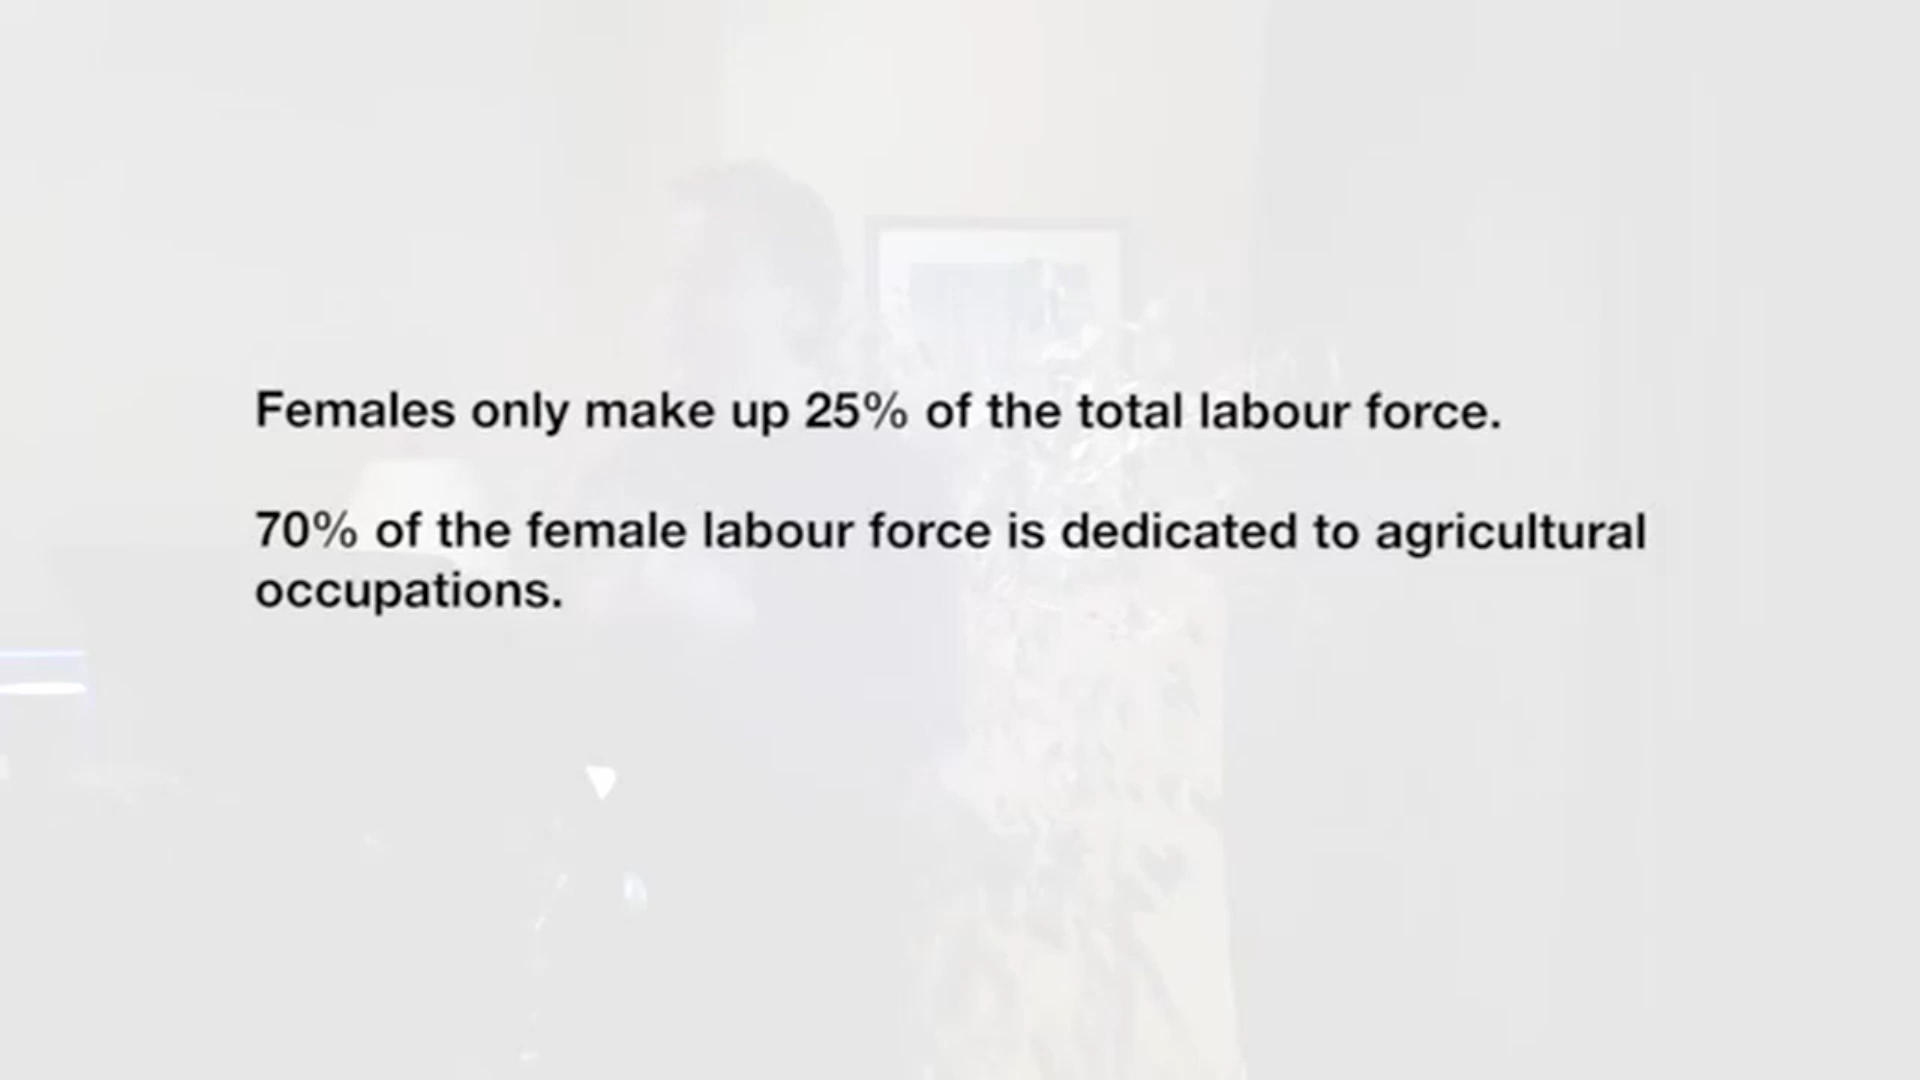 Females only make up 25% of the total labour force.
70% of the female labour force is dedicated to agricultural
occupations.